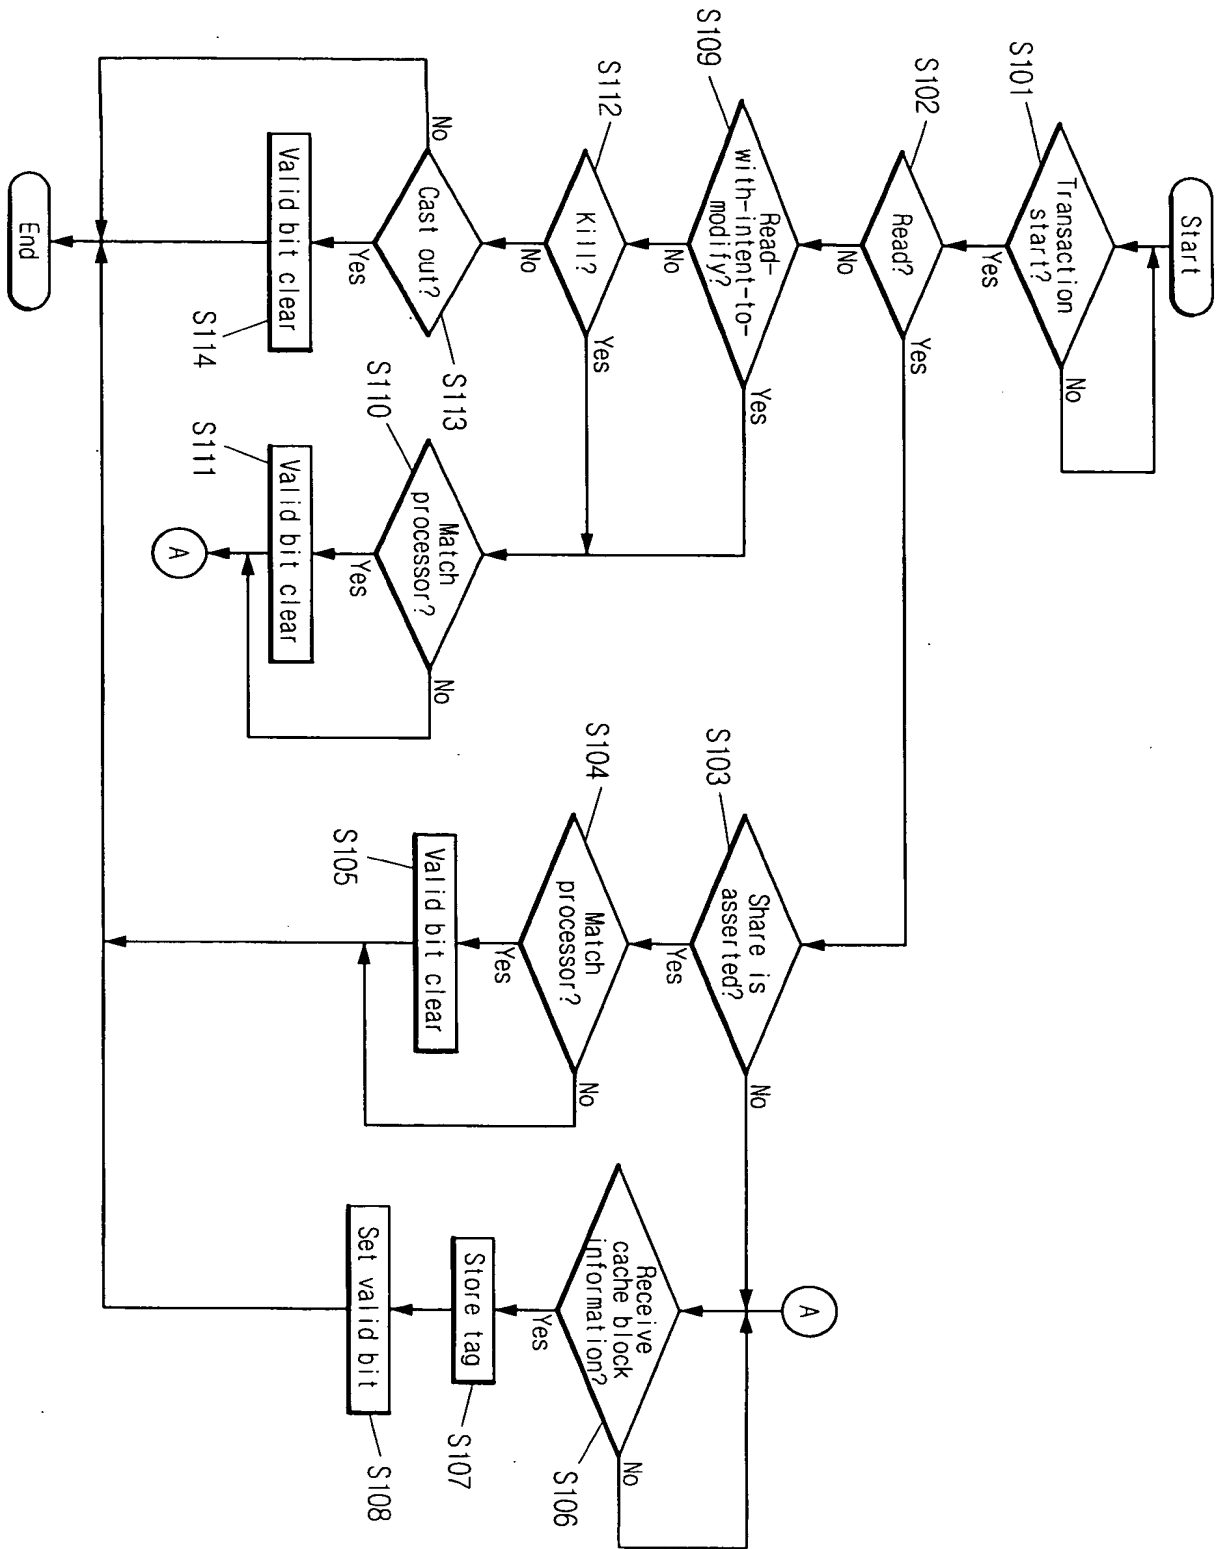 Start
S101
Transaction
start?
No
Yes
S102
Read?
Yes
No
S109
Read-
with-intent-to-
modify?
Yes
No
S112
Kill?
Yes
No
S113
Cast out?
No
Yes
Valid bit clear
S114
End
S110
Match
processor?
No
Yes
Valid bit clear
S111
A
S103
Share is
asserted?
No
Yes
S104
Match
processor?
No
Yes
Valid bit clear
S105
A
Receive
cache block
information?
S106
No
Yes
Store tag
S107
Set valid bit
S108